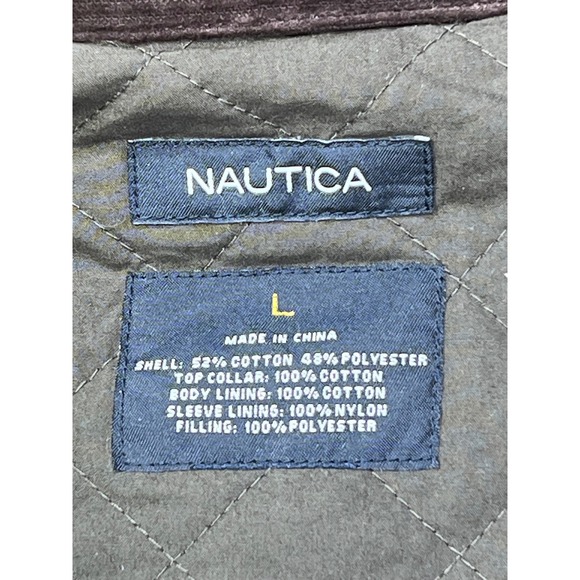 NAUTICA
L
MADE IN CHINA
SHELL: 52% COTTON 48% POLYESTER
TOP COLLAR: 100% COTTON
BODY LINING: 100% COTTON
SLEEVE LINING: 100% NYLON
FILLING: 100% POLYESTER